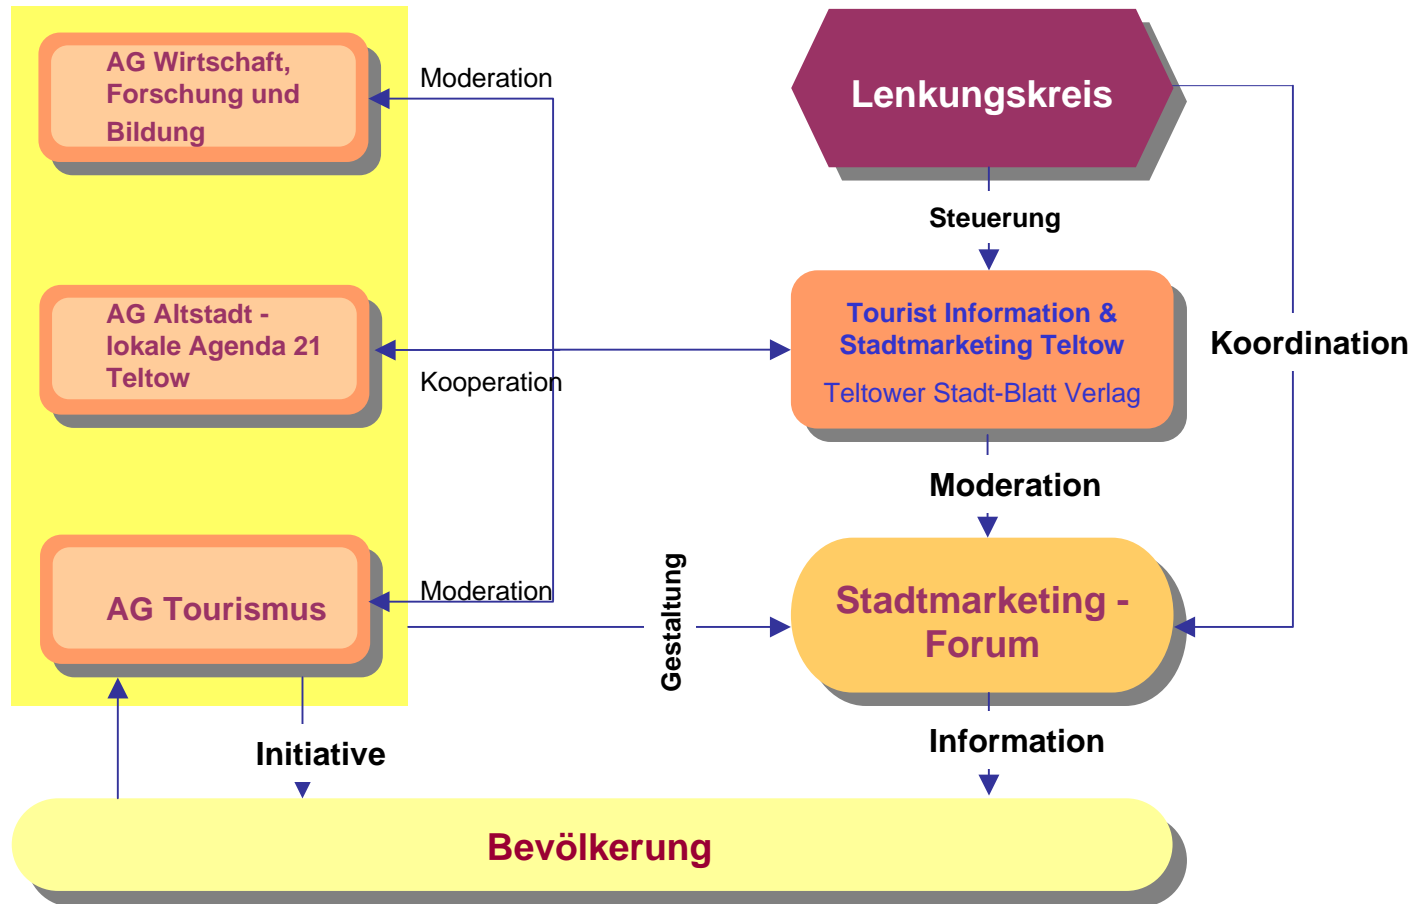 AG Wirtschaft,
Forschung und
Bildung
Moderation
Lenkungskreis
Steuerung
AG Altstadt -
lokale Agenda 21
Teltow
Kooperation
Tourist Information &
Stadtmarketing Teltow
Teltower Stadt-Blatt Verlag
Koordination
Moderation
AG Tourismus
Moderation
Gestaltung
Stadtmarketing -
Forum
Initiative
Information
Bevölkerung